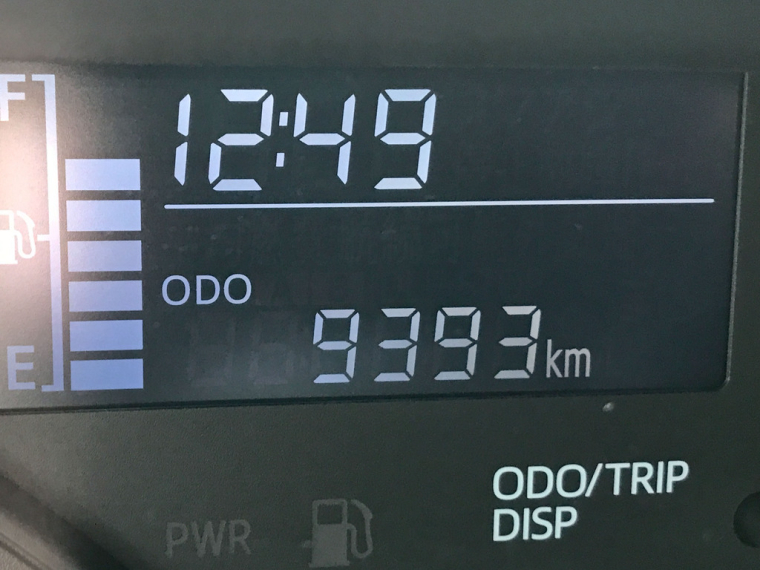 F
12:49
ODO
9393km
E
ODO/TRIP
DISP
PWR